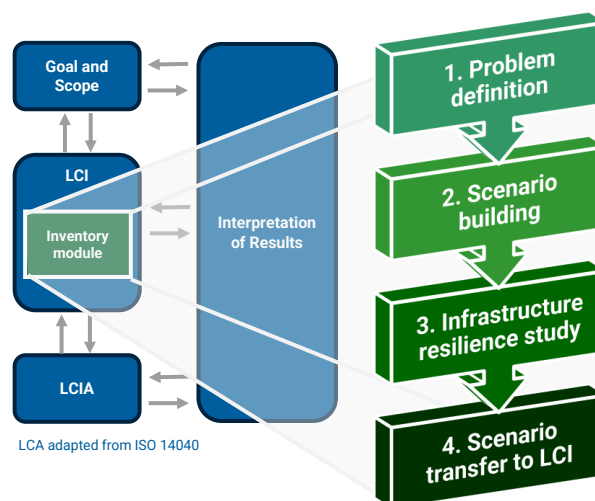 Goal and
Scope
LCI
Inventory
module
LCIA
Interpretation
of Results
LCA adapted from ISO 14040
1. Problem
definition
2. Scenario
building
3. Infrastructure
resilience study
4. Scenario
transfer to LCI